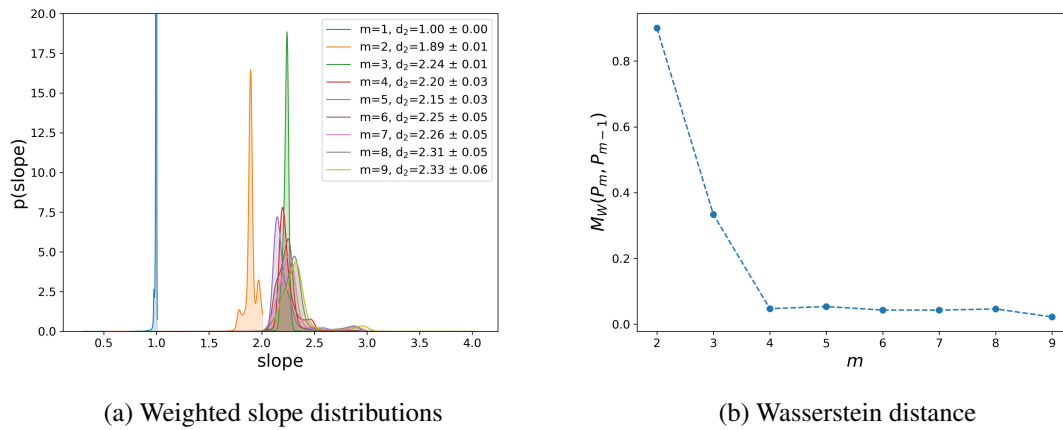 20.0
17.5
15.0
12.5
10.0
7.5
5.0
2.5
0.0
p(slope)
0.5 1.0 1.5 2.0 2.5 3.0 3.5 4.0
slope
m=1, d₂=1.00 ± 0.00
m=2, d₂=1.89 ± 0.01
m=3, d₂=2.24 ± 0.01
m=4, d₂=2.20 ± 0.03
m=5, d₂=2.15 ± 0.03
m=6, d₂=2.25 ± 0.05
m=7, d₂=2.26 ± 0.05
m=8, d₂=2.31 ± 0.05
m=9, d₂=2.33 ± 0.06
(a) Weighted slope distributions
0.8
0.6
0.4
0.2
0.0
M_W(P_m, P_{m−1})
2 3 4 5 6 7 8 9
m
(b) Wasserstein distance